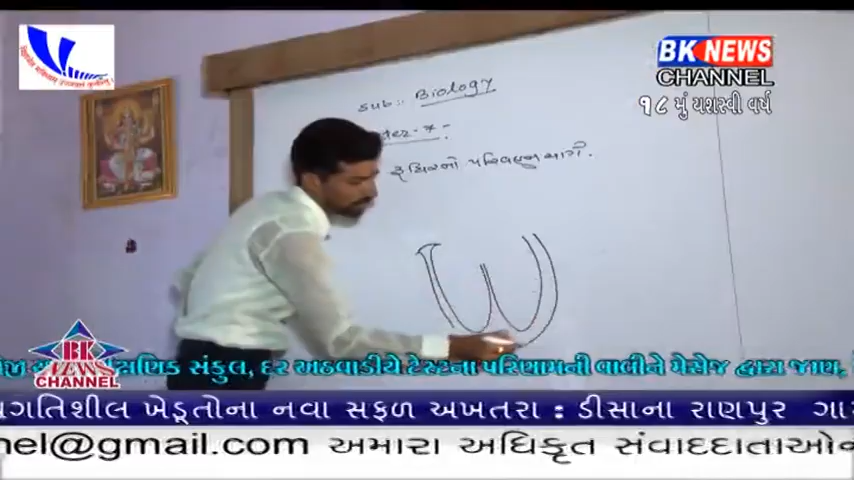 BK NEWS
CHANNEL
૧૮ મું યશસ્વી વર્ષ
Sub :: Biology
રુધિરનો પરિવહન માર્ગ.
BK
NEWS
CHANNEL
સંકુલ, દર અઠવાડીયે ટેસ્ટના પરિણામની વાલીને મેસેજ દ્વારા જાણ,
પ્રગતિશીલ ખેડૂતોના નવા સફળ અખતરા : ડીસાના રાણપુર
nel@gmail.com અમારા અધિકૃત સંવાદદાતાઓન